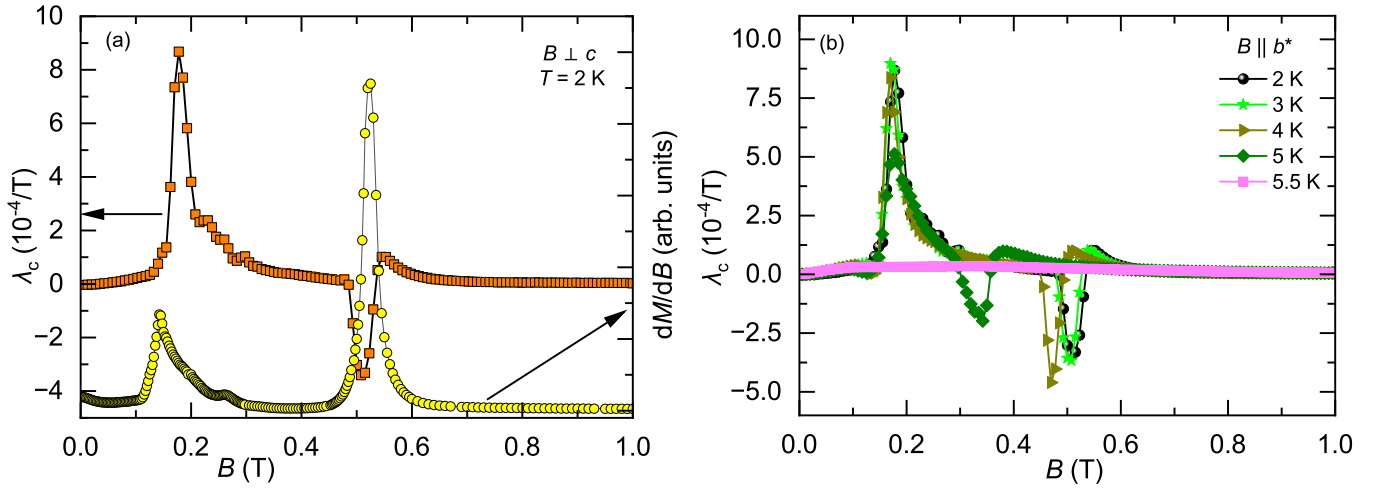 (a)
B ⊥ c
T = 2 K
10
8
6
4
2
0
−2
−4
λc (10-4/T)
dM/dB (arb. units)
0.0 0.2 0.4 0.6 0.8 1.0
B (T)
(b)
B || b*
2 K
3 K
4 K
5 K
5.5 K
10.0
7.5
5.0
2.5
0.0
−2.5
−5.0
λc (10-4/T)
0.0 0.2 0.4 0.6 0.8 1.0
B (T)